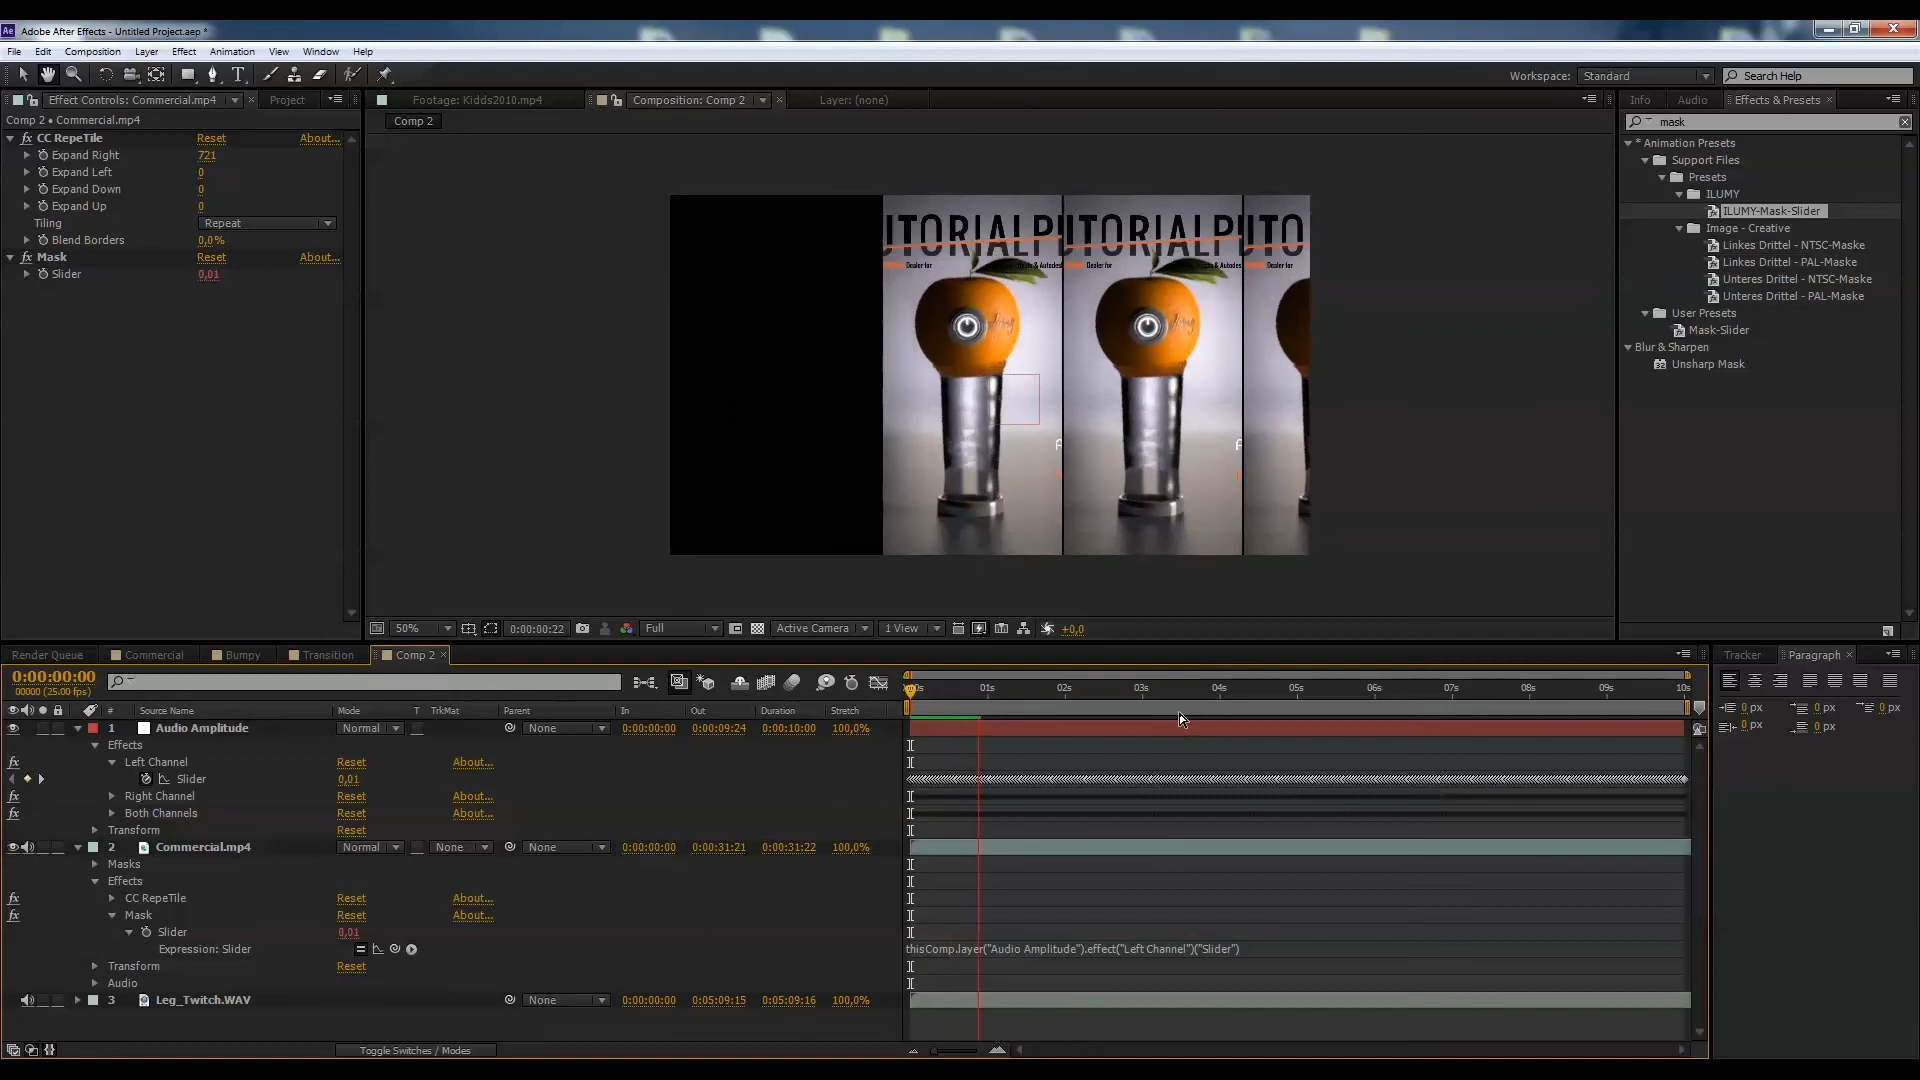 Adobe After Effects - Untitled Project.aep *
File Edit Composition Layer Effect Animation View Window Help
Workspace: Standard Search Help
Effect Controls: Commercial.mp4 Project
Comp 2 • Commercial.mp4
CC RepeTile Reset About...
Expand Right 721
Expand Left 0
Expand Down 0
Expand Up 0
Tiling Repeat
Blend Borders 0,0%
Mask Reset About...
Slider 0,01
Footage: Kidds2010.mp4 Composition: Comp 2 Layer: (none)
Comp 2
UTORIALP UTORIALP UTO
Dealer for & Autodes Dealer for & Autodes Dealer for
50% 0:00:00:22 Full Active Camera 1 View +0,0
Info Audio Effects & Presets
mask
* Animation Presets
Support Files
Presets
ILUMY
ILUMY-Mask-Slider
Image - Creative
Linkes Drittel - NTSC-Maske
Linkes Drittel - PAL-Maske
Unteres Drittel - NTSC-Maske
Unteres Drittel - PAL-Maske
User Presets
Mask-Slider
Blur & Sharpen
Unsharp Mask
Render Queue Commercial Bumpy Transition Comp 2
0:00:00:00
00000 (25.00 fps)
01s 02s 03s 04s 05s 06s 07s 08s 09s 10s
# Source Name Mode T TrkMat Parent In Out Duration Stretch
1 Audio Amplitude Normal None 0:00:00:00 0:00:09:24 0:00:10:00 100,0%
Effects
Left Channel Reset About...
Slider 0,01
Right Channel Reset About...
Both Channels Reset About...
Transform Reset
2 Commercial.mp4 Normal None None 0:00:00:00 0:00:31:21 0:00:31:22 100,0%
Masks
Effects
CC RepeTile Reset About...
Mask Reset About...
Slider 0,01
Expression: Slider thisComp.layer("Audio Amplitude").effect("Left Channel")("Slider")
Transform Reset
Audio
3 Leg_Twitch.WAV None 0:00:00:00 0:05:09:15 0:05:09:16 100,0%
Toggle Switches / Modes
Tracker Paragraph
0 px 0 px 0 px
0 px 0 px